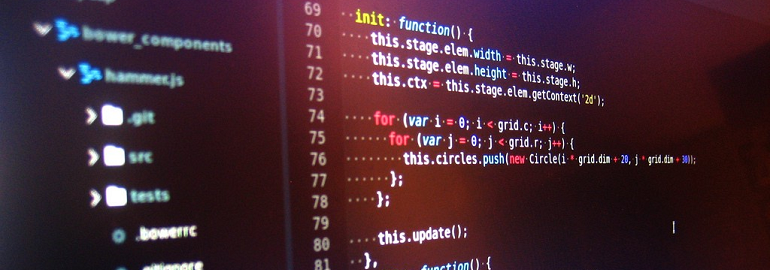 bower_components
hammer.js
.git
src
tests
.bowerrc
.gitignore
69 init: function() {
70 this.stage.elem.width = this.stage.w;
71 this.stage.elem.height = this.stage.h;
72 this.ctx = this.stage.elem.getContext('2d');
73
74 for (var i = 0; i < grid.c; i++) {
75 for (var j = 0; j < grid.r; j++) {
76 this.circles.push(new Circle(i * grid.dim + 20, j * grid.dim + 30));
77 };
78 };
79
80 this.update();
81 },
function() {